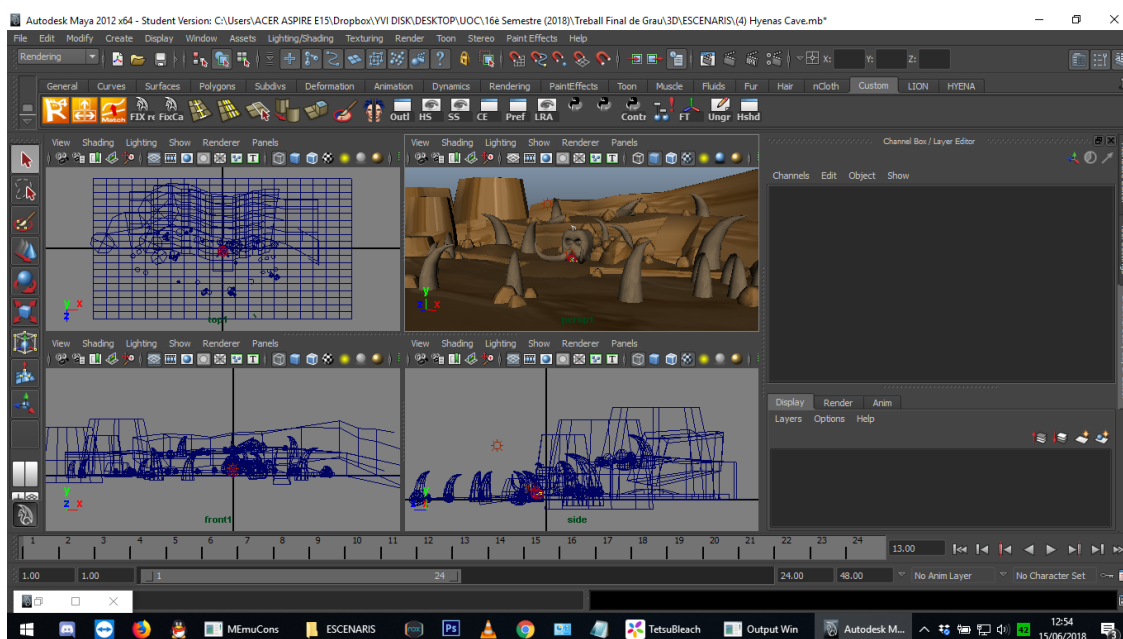 Autodesk Maya 2012 x64 - Student Version: C:\Users\ACER ASPIRE E15\Dropbox\YVI DISK\DESKTOP\UOC\16è Semestre (2018)\Treball Final de Grau\3D\ESCENARIS\(4) Hyenas Cave.mb*
File Edit Modify Create Display Window Assets Lighting/Shading Texturing Render Toon Stereo Paint Effects Help
Rendering X: Y: Z:
General Curves Surfaces Polygons Subdivs Deformation Animation Dynamics Rendering PaintEffects Toon Muscle Fluids Fur Hair nCloth Custom LION HYENA
Match FIX re FixCa Outl HS SS CE Pref LRA Contr FT Ungr Hshd
View Shading Lighting Show Renderer Panels
View Shading Lighting Show Renderer Panels
Channel Box / Layer Editor
Channels Edit Object Show
y x
z
top1
y
z x
persp1
View Shading Lighting Show Renderer Panels
View Shading Lighting Show Renderer Panels
Display Render Anim
Layers Options Help
y
z x
front1
y
z
side
1 2 3 4 5 6 7 8 9 10 11 12 13 14 15 16 17 18 19 20 21 22 23 24 13.00
1.00 1.00 1 24 24.00 48.00 No Anim Layer No Character Set
MEmuCons ESCENARIS fox Ps TetsuBleach Output Win Autodesk M... 42 12:54
15/06/2018 3